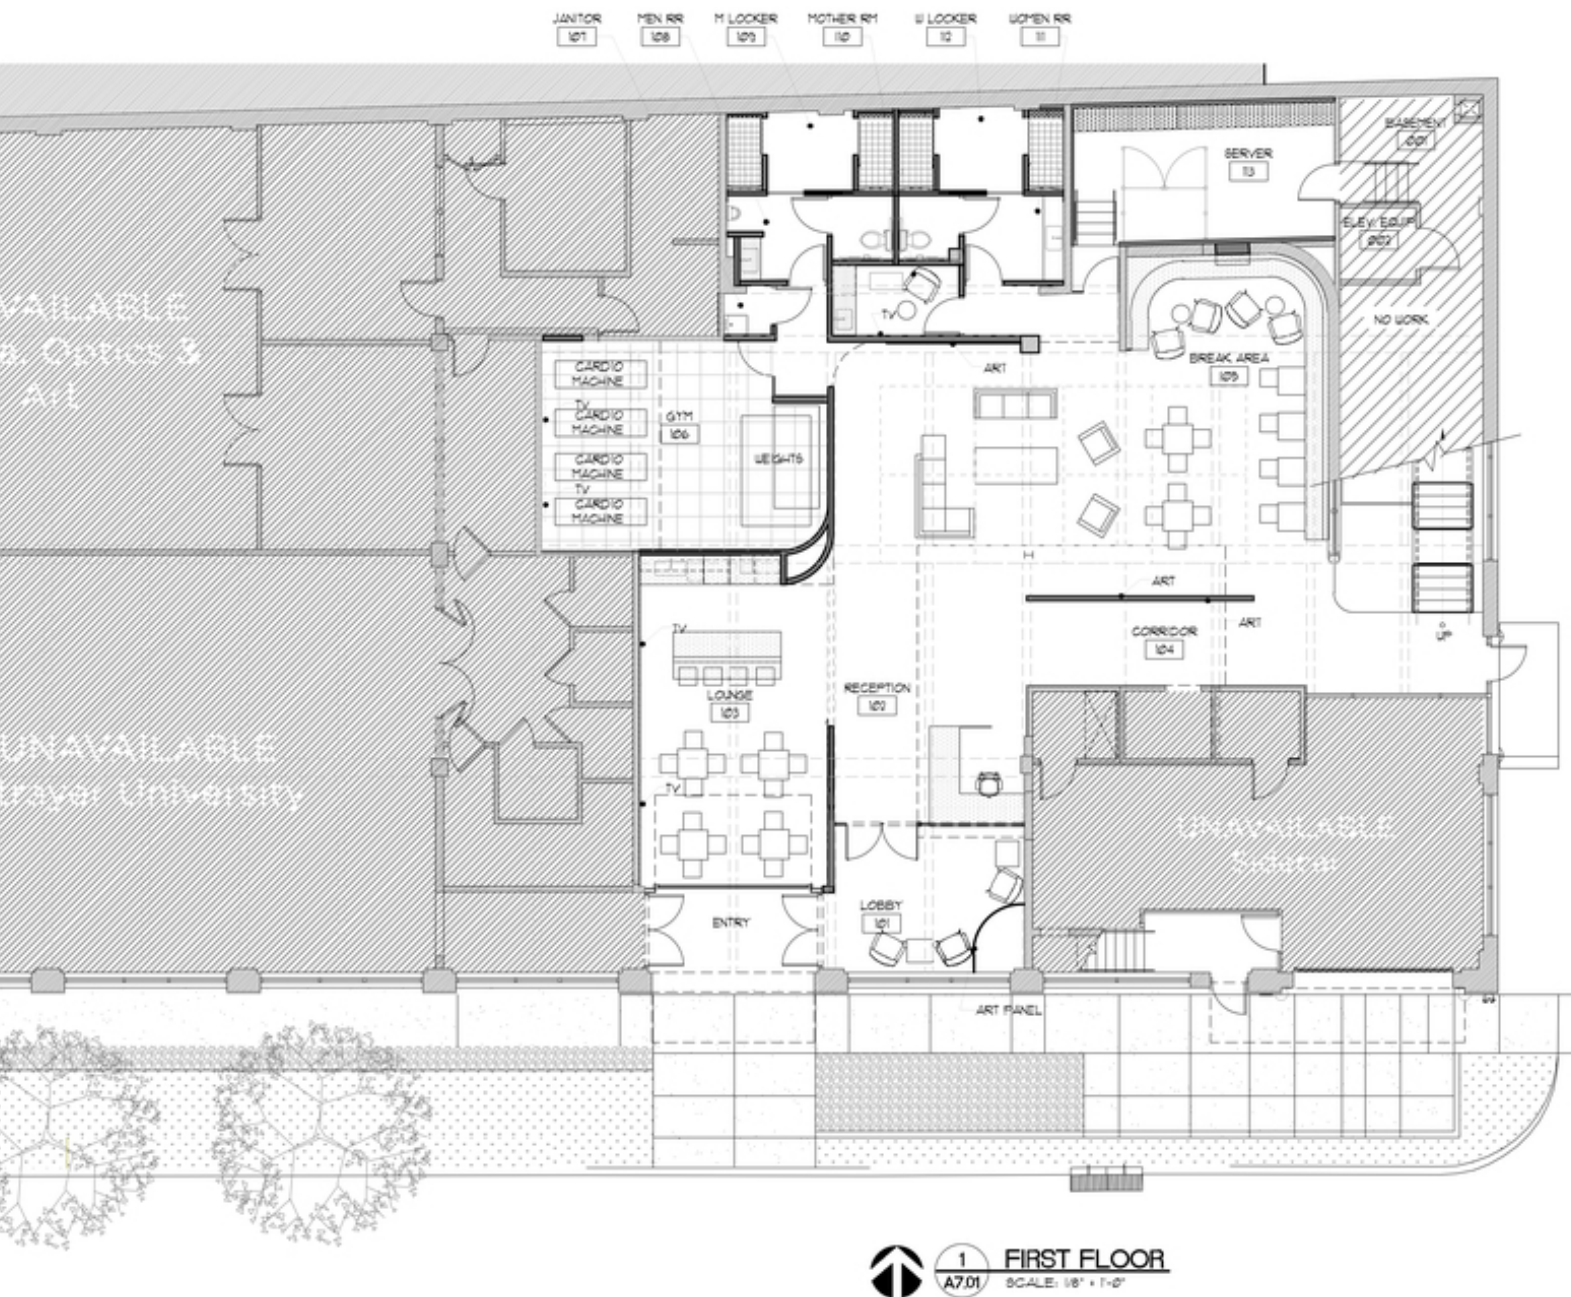 JANITOR
107
MEN RR
108
M LOCKER
109
MOTHER RM
110
W LOCKER
112
WOMEN RR
111
BASEMENT
001
SERVER
113
ELEV. EQUIP
002
NO WORK
TV
BREAK AREA
105
ART
CARDIO
MACHINE
TV
CARDIO
MACHINE
GYM
106
CARDIO
MACHINE
WEIGHTS
TV
CARDIO
MACHINE
ART
ART
CORRIDOR
104
UP
TV
LOUNGE
103
RECEPTION
102
TV
UNAVAILABLE
UNAVAILABLE
Sidecar
LOBBY
101
ENTRY
ART PANEL
1
A7.01
FIRST FLOOR
SCALE: 1/8" = 1'-0"